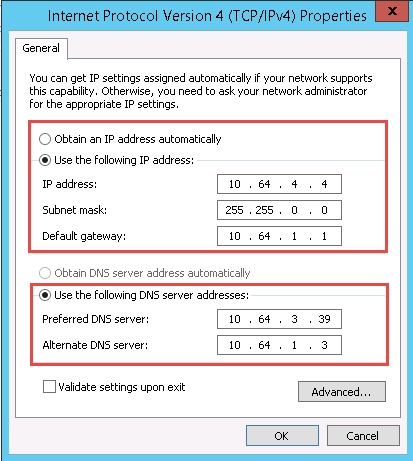 Internet Protocol Version 4 (TCP/IPv4) Properties
x
General
You can get IP settings assigned automatically if your network supports
this capability. Otherwise, you need to ask your network administrator
for the appropriate IP settings.
Obtain an IP address automatically
Use the following IP address:
IP address: 10 . 64 . 4 . 4
Subnet mask: 255 . 255 . 0 . 0
Default gateway: 10 . 64 . 1 . 1
Obtain DNS server address automatically
Use the following DNS server addresses:
Preferred DNS server: 10 . 64 . 3 . 39
Alternate DNS server: 10 . 64 . 1 . 3
Validate settings upon exit
Advanced...
OK Cancel